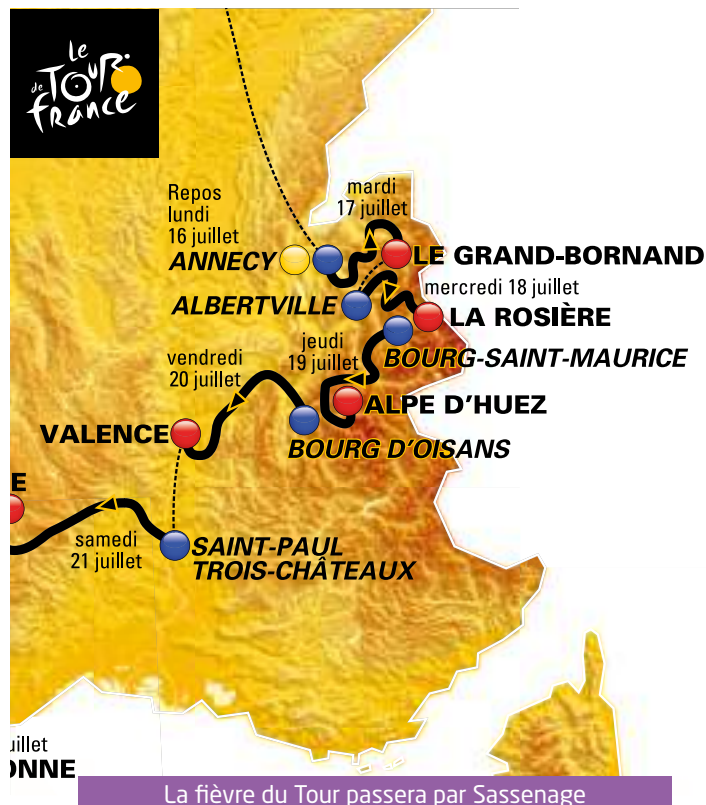 Le
de TOUR
france
Repos
lundi
16 juillet
mardi
17 juillet
ANNECY
LE GRAND-BORNAND
mercredi 18 juillet
ALBERTVILLE
LA ROSIÈRE
jeudi
19 juillet
BOURG-SAINT-MAURICE
vendredi
20 juillet
ALPE D'HUEZ
VALENCE
BOURG D'OISANS
E
samedi
21 juillet
SAINT-PAUL
TROIS-CHÂTEAUX
uillet
ONNE
La fièvre du Tour passera par Sassenage